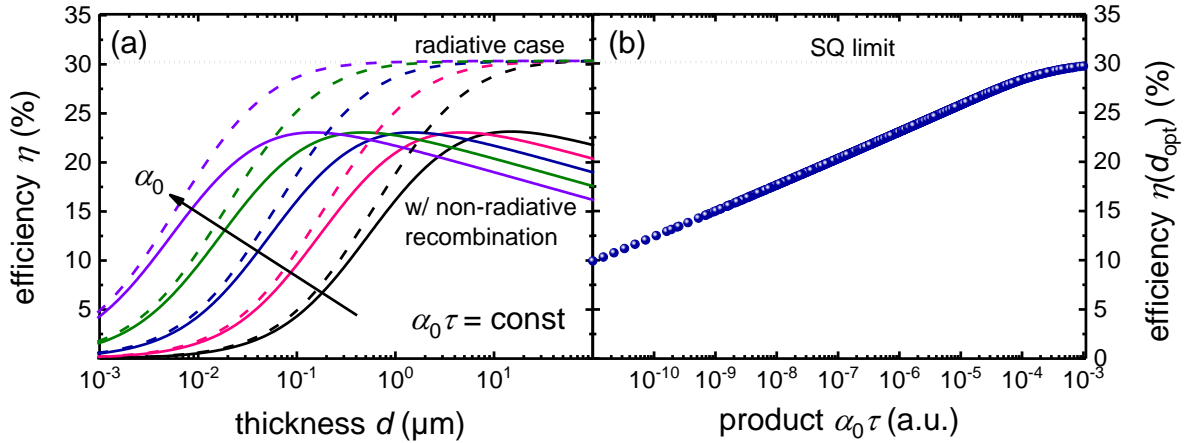 (a)
radiative case
α₀
w/ non-radiative
recombination
α₀τ = const
efficiency η (%)
35
30
25
20
15
10
5
10⁻³
10⁻²
10⁻¹
10⁰
10¹
thickness d (µm)
(b)
SQ limit
10⁻¹⁰
10⁻⁹
10⁻⁸
10⁻⁷
10⁻⁶
10⁻⁵
10⁻⁴
10⁻³
product α₀τ (a.u.)
35
30
25
20
15
10
5
0
efficiency η(d_opt) (%)